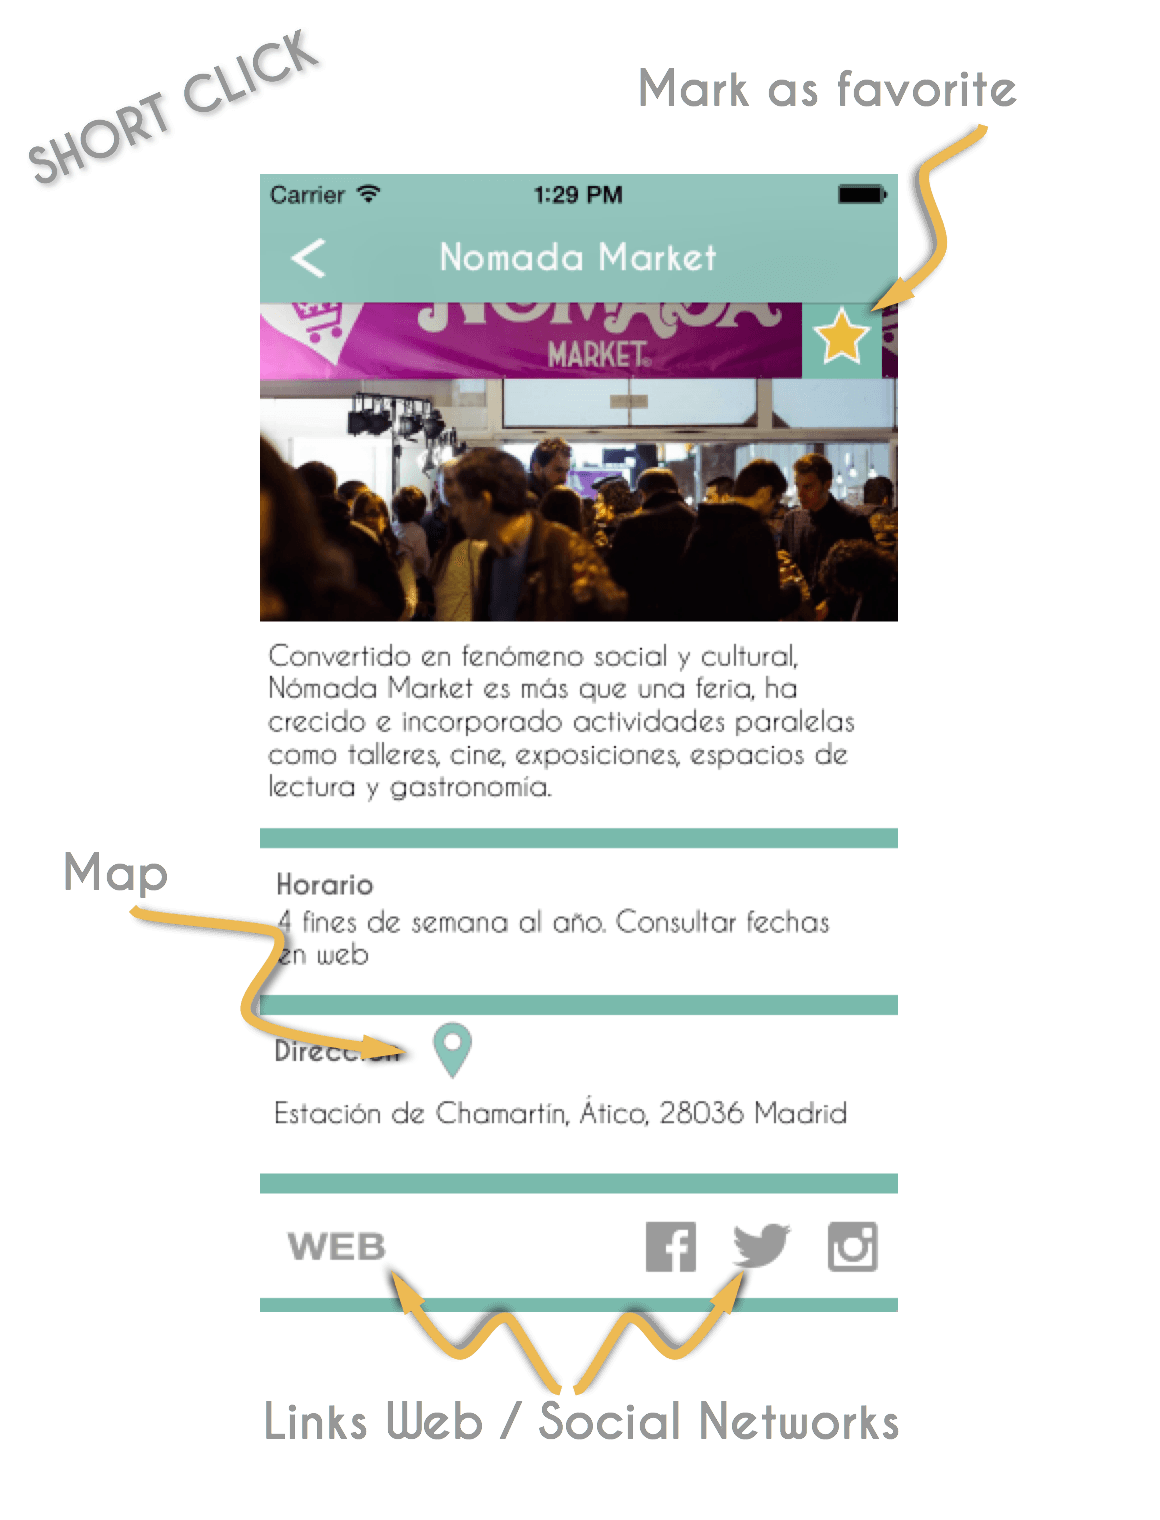 SHORT CLICK
Mark as favorite
Carrier
1:29 PM
Nomada Market
NOMADA
MARKET
Convertido en fenómeno social y cultural,
Nómada Market es más que una feria, ha
crecido e incorporado actividades paralelas
como talleres, cine, exposiciones, espacios de
lectura y gastronomía.
Map
Horario
4 fines de semana al año. Consultar fechas
en web
Dirección
Estación de Chamartín, Ático, 28036 Madrid
WEB
Links Web / Social Networks